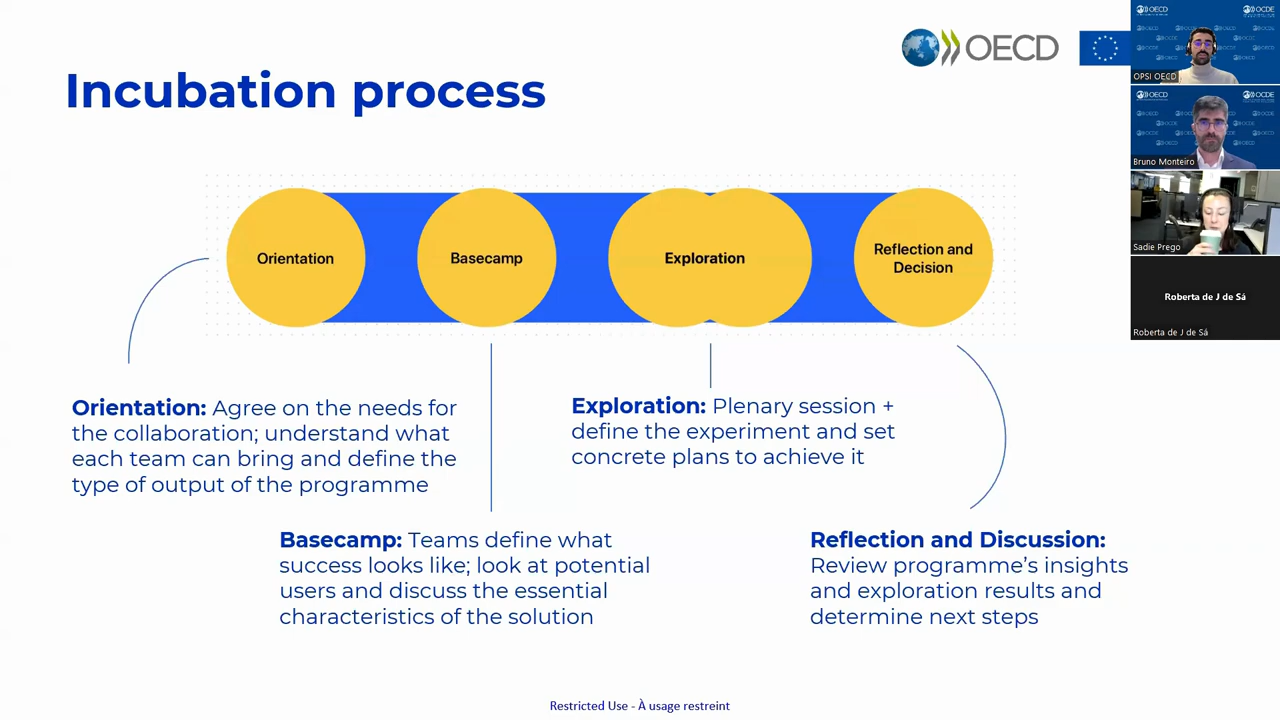 Incubation process
OECD
Orientation
Basecamp
Exploration
Reflection and
Decision
Orientation: Agree on the needs for
the collaboration; understand what
each team can bring and define the
type of output of the programme
Basecamp: Teams define what
success looks like; look at potential
users and discuss the essential
characteristics of the solution
Exploration: Plenary session +
define the experiment and set
concrete plans to achieve it
Reflection and Discussion:
Review programme's insights
and exploration results and
determine next steps
Restricted Use - À usage restreint
OECD
OCDE
OPSI OECD
OECD
OCDE
Bruno Monteiro
Sadie Prego
Roberta de J de Sá
Roberta de J de Sá